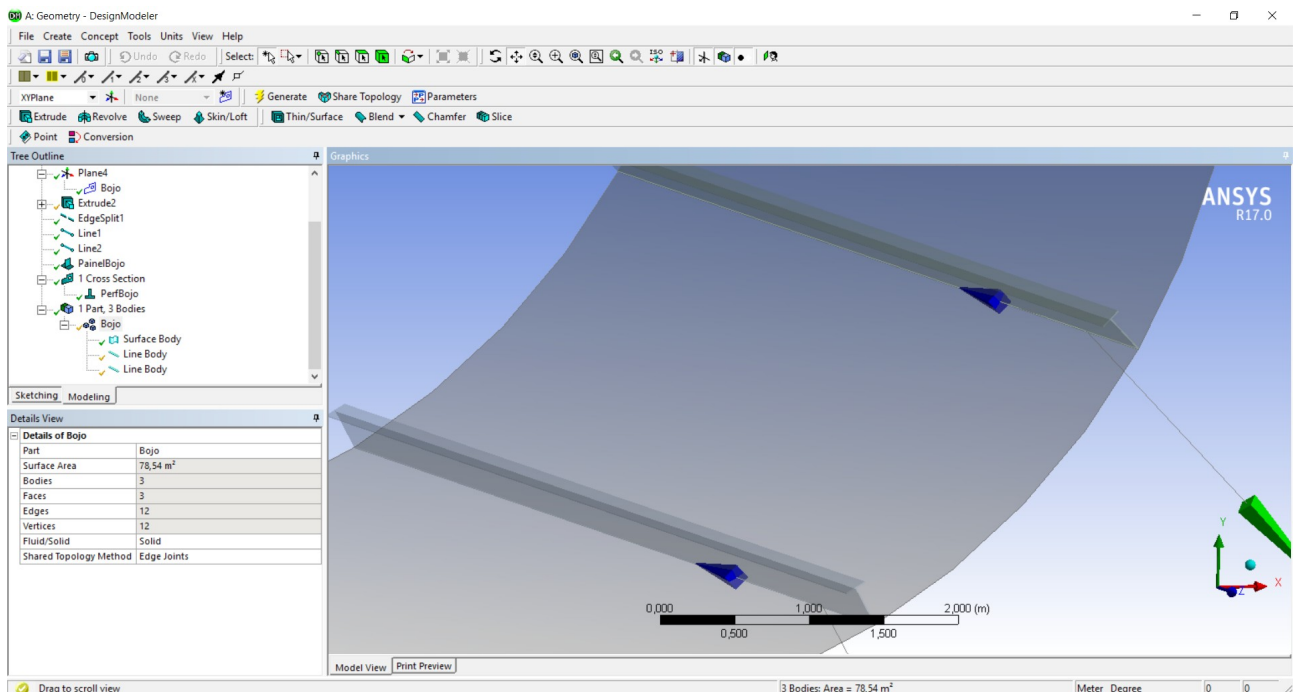 A: Geometry - DesignModeler
File Create Concept Tools Units View Help
Undo Redo Select:
XYPlane None Generate Share Topology Parameters
Extrude Revolve Sweep Skin/Loft Thin/Surface Blend Chamfer Slice
Point Conversion
Tree Outline
Plane4
Bojo
Extrude2
EdgeSplit1
Line1
Line2
PainelBojo
1 Cross Section
PerfBojo
1 Part, 3 Bodies
Bojo
Surface Body
Line Body
Line Body
Sketching Modeling
Details View
Details of Bojo
Part Bojo
Surface Area 78,54 m²
Bodies 3
Faces 3
Edges 12
Vertices 12
Fluid/Solid Solid
Shared Topology Method Edge Joints
Graphics
ANSYS
R17.0
Y
X
Z
0,000 1,000 2,000 (m)
0,500 1,500
Model View Print Preview
Drag to scroll view 3 Bodies: Area = 78,54 m² Meter Degree 0 0